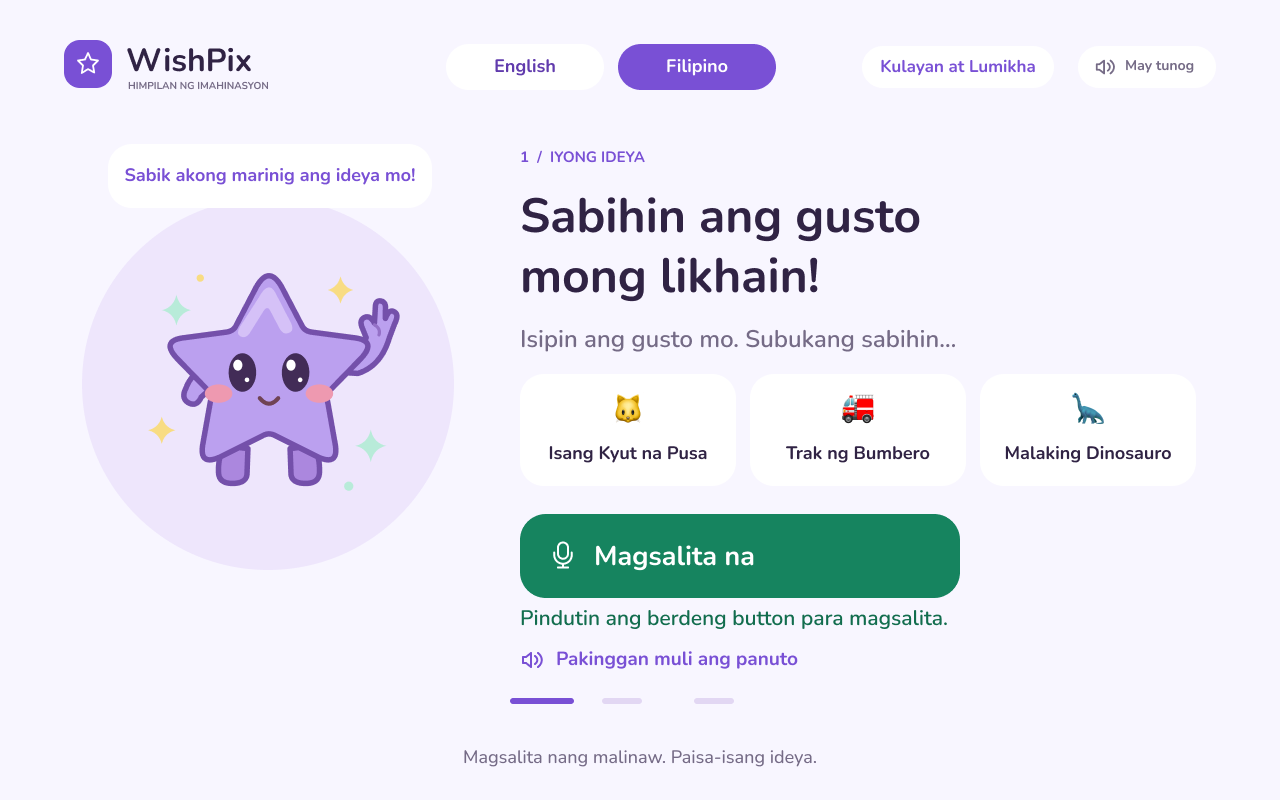 WishPix
HIMPILAN NG IMAHINASYON
English
Filipino
Kulayan at Lumikha
May tunog
Sabik akong marinig ang ideya mo!
1 / IYONG IDEYA
Sabihin ang gusto
mong likhain!
Isipin ang gusto mo. Subukang sabihin...
Isang Kyut na Pusa
Trak ng Bumbero
Malaking Dinosauro
Magsalita na
Pindutin ang berdeng button para magsalita.
Pakinggan muli ang panuto
Magsalita nang malinaw. Paisa-isang ideya.